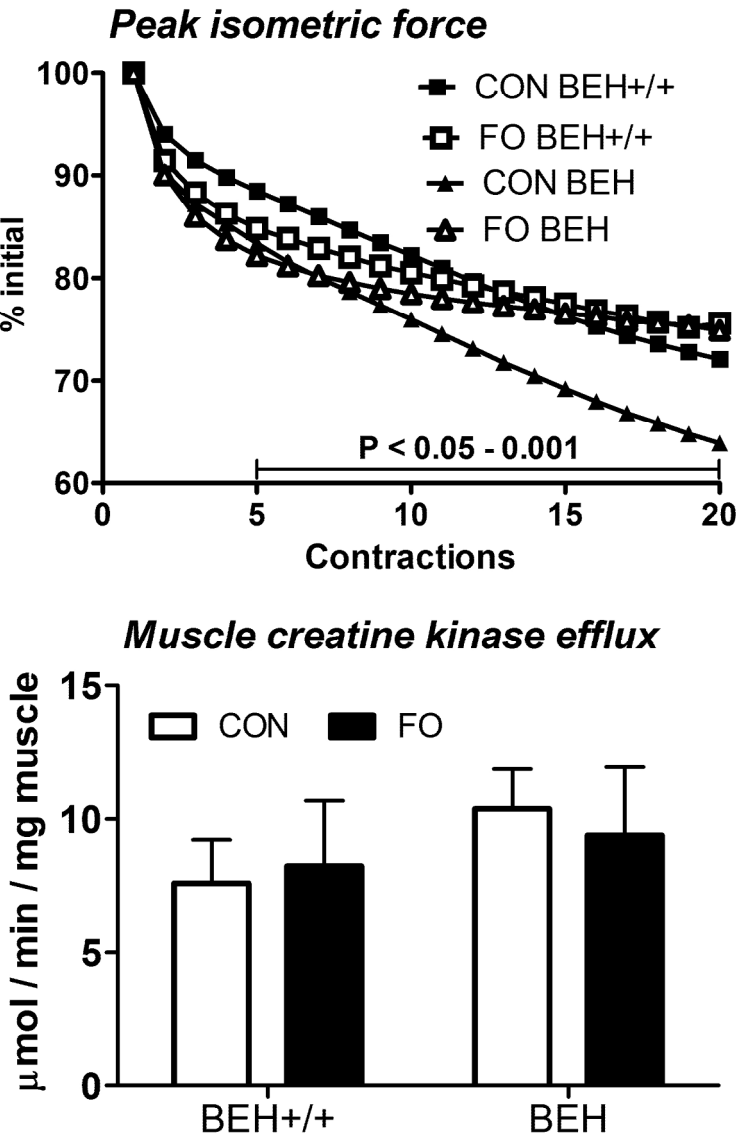 Peak isometric force
100
90
80
70
60
% initial
CON BEH+/+
FO BEH+/+
CON BEH
FO BEH
P < 0.05 - 0.001
0 5 10 15 20
Contractions
Muscle creatine kinase efflux
15
10
5
0
μmol / min / mg muscle
CON FO
BEH+/+ BEH